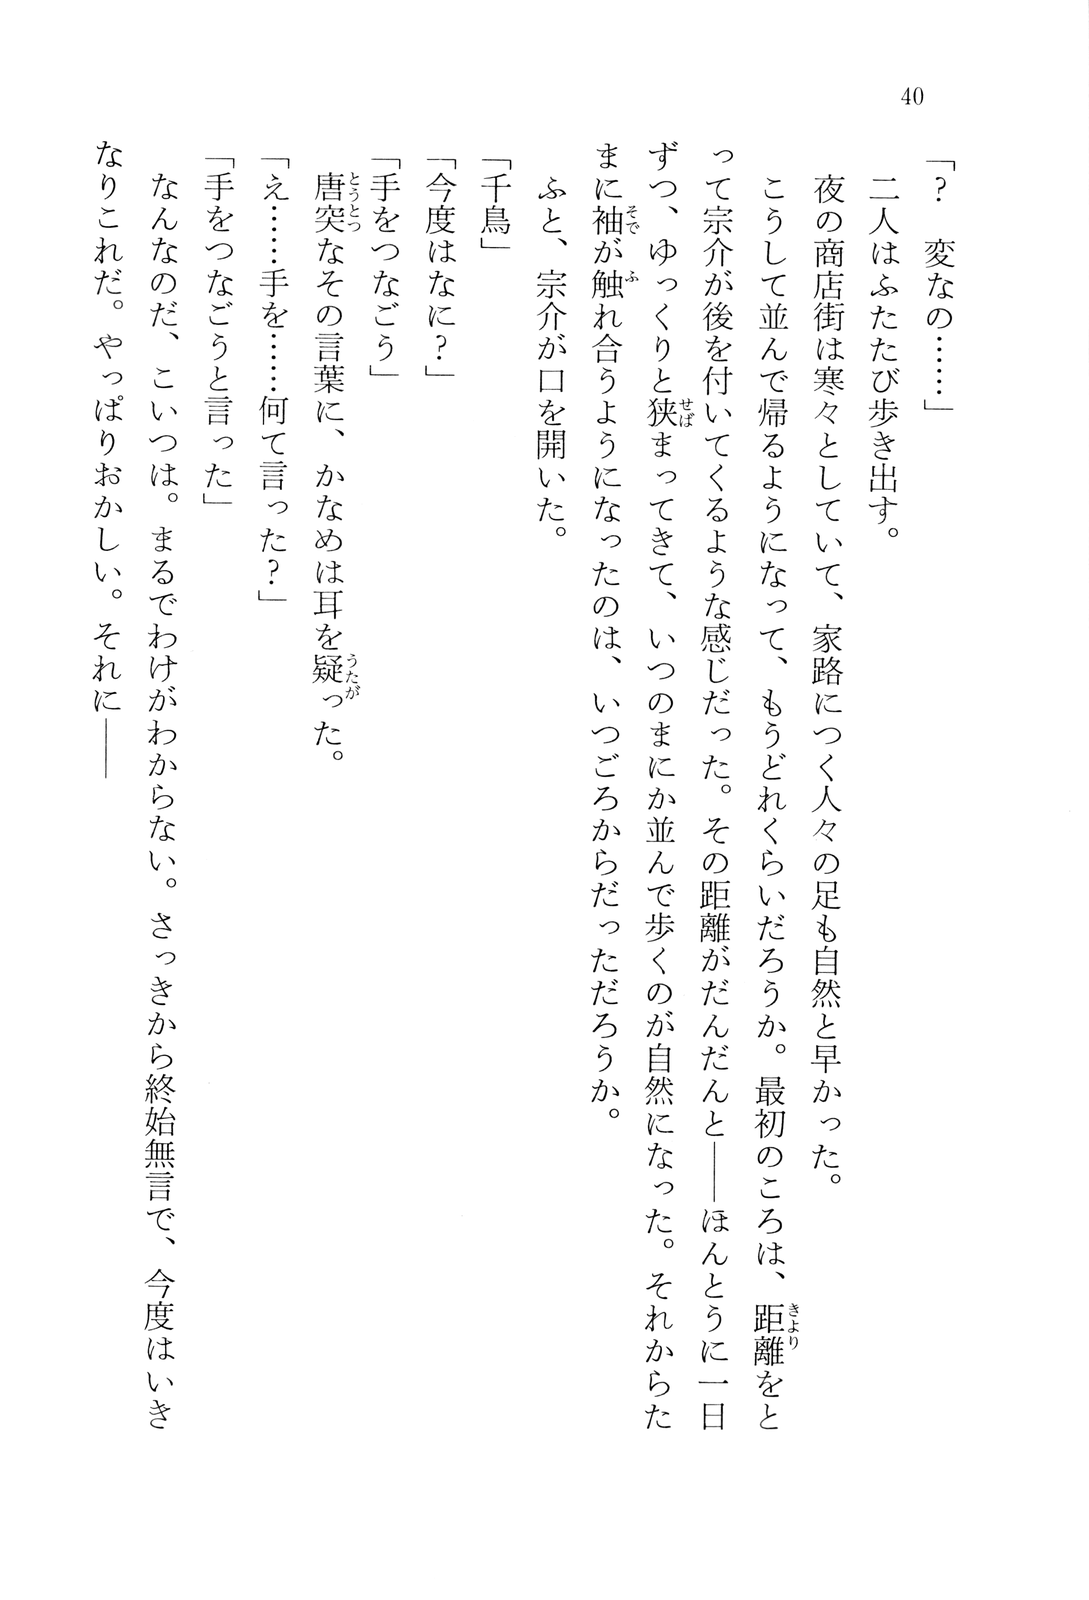 40
「?　変なの……」
二人はふたたび歩き出す。
夜の商店街は寒々としていて、家路につく人々の足も自然と早かった。
こうして並んで帰るようになって、もうどれくらいだろうか。最初のころは、距離をと
って宗介が後を付いてくるような感じだった。その距離がだんだんと――ほんとうに一日
ずつ、ゆっくりと狭まってきて、いつのまにか並んで歩くのが自然になった。それからた
まに袖が触れ合うようになったのは、いつごろからだっただろうか。
ふと、宗介が口を開いた。
「千鳥」
「今度はなに?」
「手をつなごう」
唐突なその言葉に、かなめは耳を疑った。
「え……手を……何て言った?」
「手をつなごうと言った」
なんなのだ、こいつは。まるでわけがわからない。さっきから終始無言で、今度はいき
なりこれだ。やっぱりおかしい。それに――